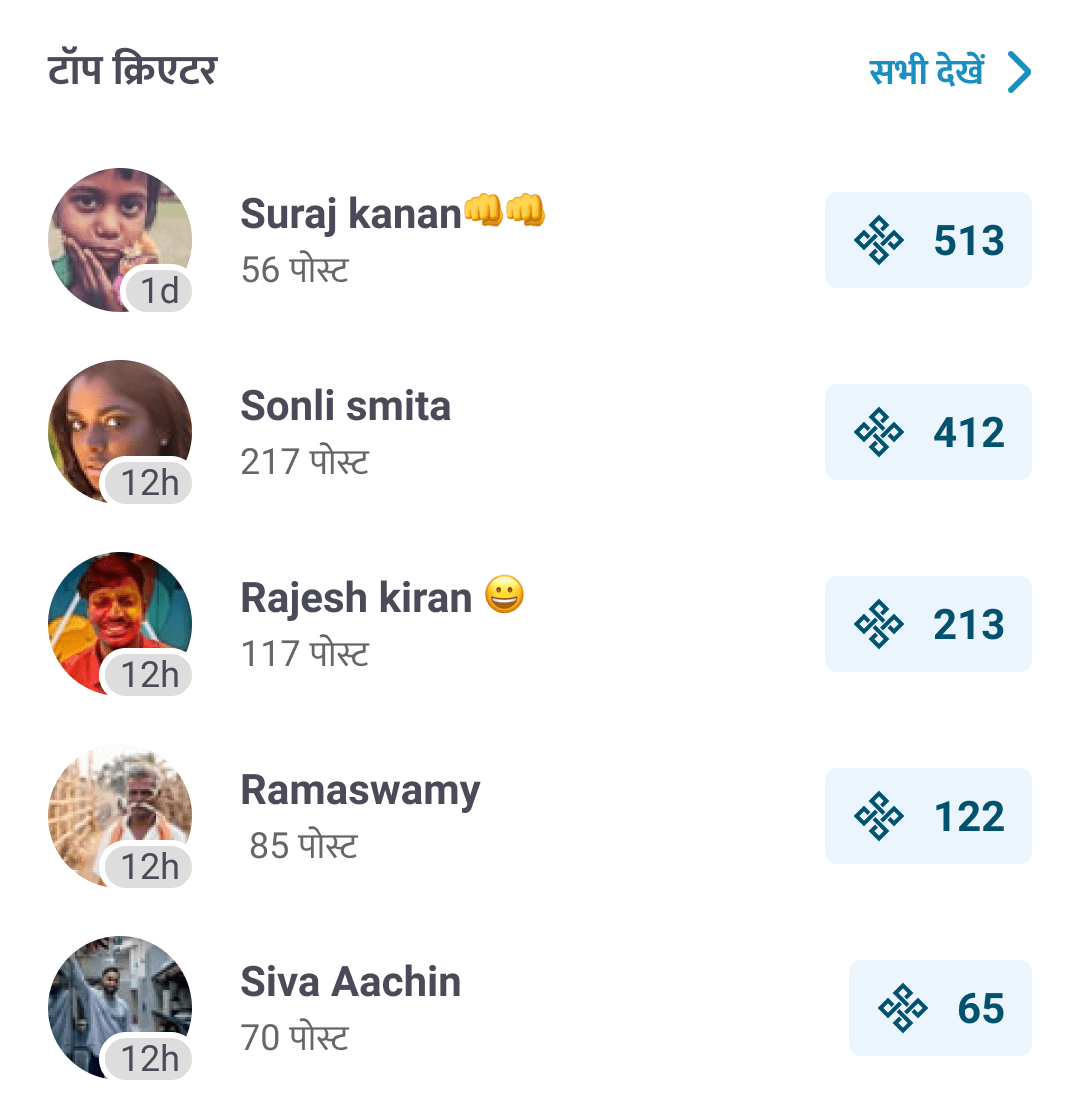 टॉप क्रिएटर
सभी देखें
Suraj kanan👊👊
56 पोस्ट
1d
513
Sonli smita
217 पोस्ट
12h
412
Rajesh kiran 😀
117 पोस्ट
12h
213
Ramaswamy
85 पोस्ट
12h
122
Siva Aachin
70 पोस्ट
12h
65